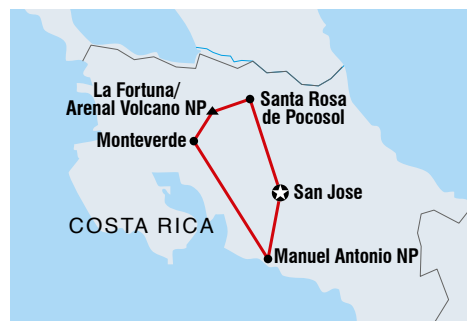 La Fortuna/
Arenal Volcano NP
Santa Rosa
de Pocosol
Monteverde
San Jose
COSTA RICA
Manuel Antonio NP